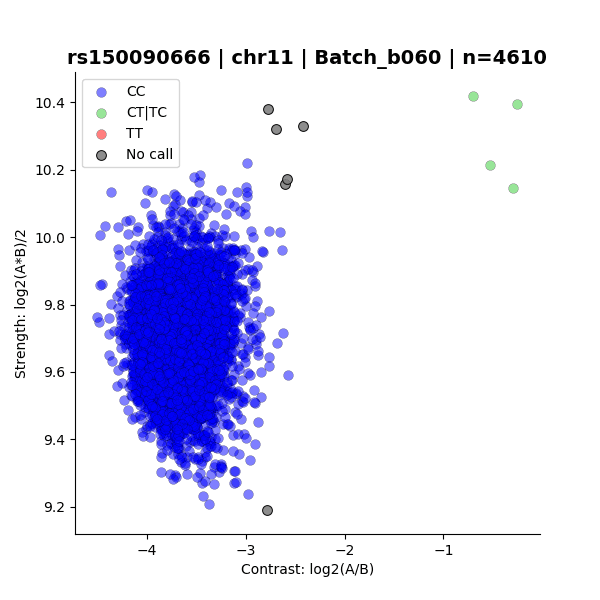 rs150090666 | chr11 | Batch_b060 | n=4610
CC
CT|TC
TT
No call
10.4
10.2
10.0
9.8
9.6
9.4
9.2
Strength: log2(A*B)/2
−4
−3
−2
−1
Contrast: log2(A/B)